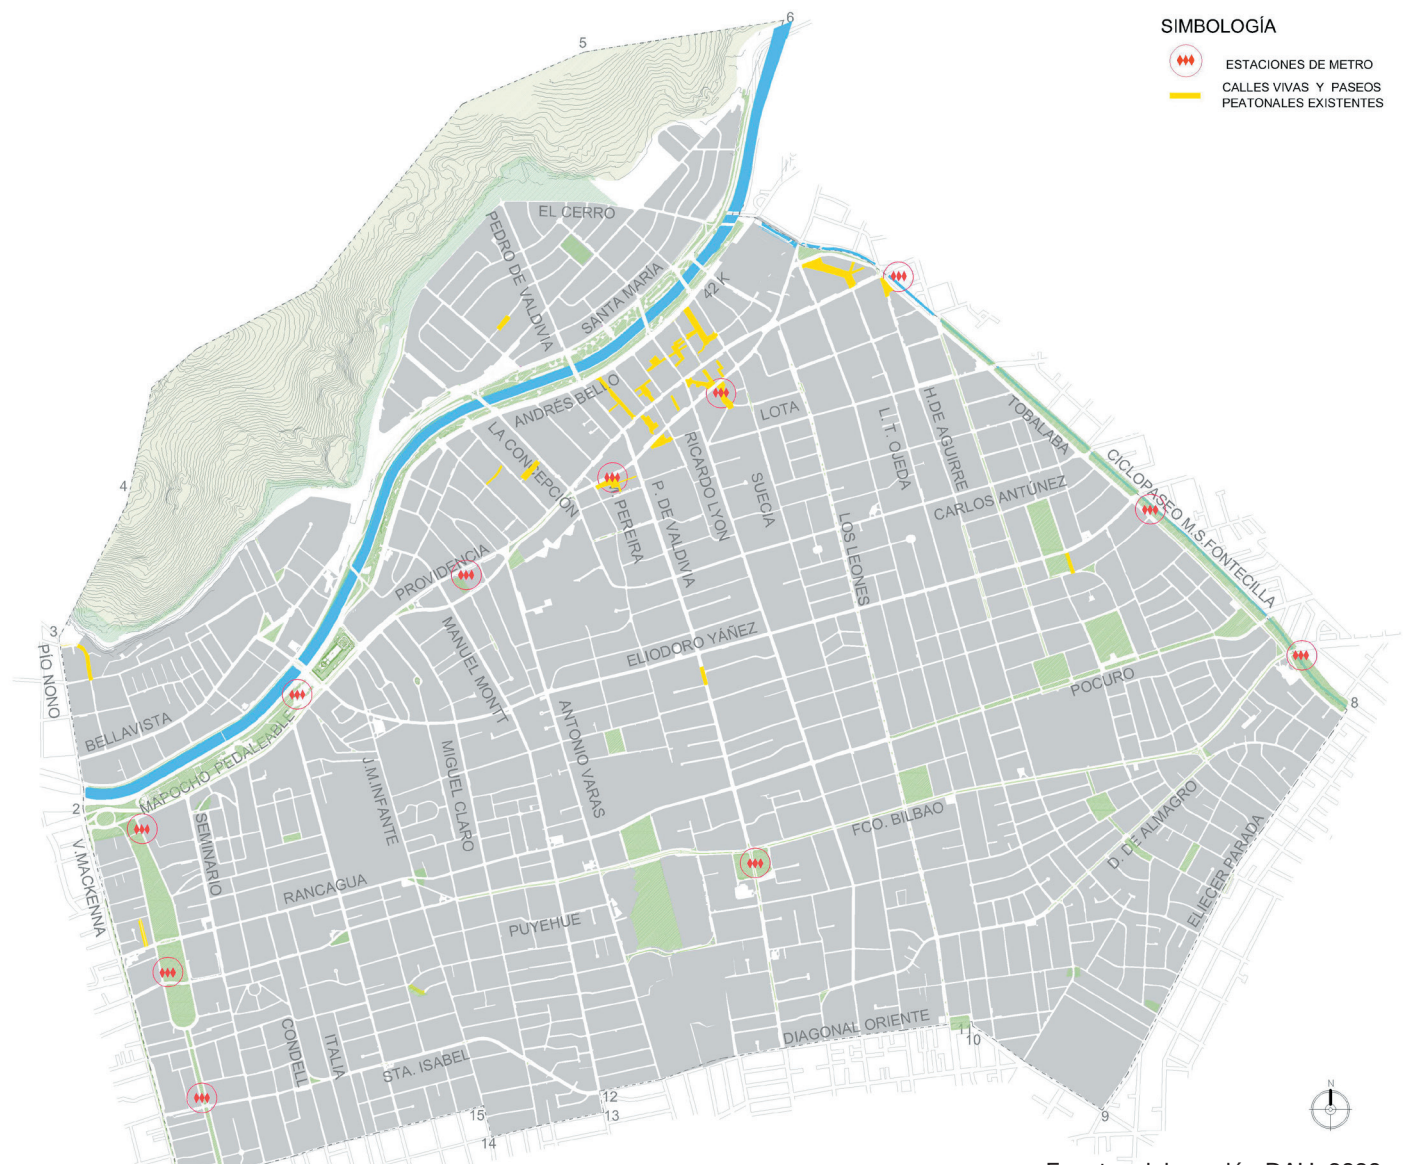 SIMBOLOGÍA
ESTACIONES DE METRO
CALLES VIVAS Y PASEOS
PEATONALES EXISTENTES
6
5
EL CERRO
PEDRO DE VALDIVIA
SANTA MARÍA
42 K
ANDRÉS BELLO
LA CONCEPCIÓN
LOTA
L.T. OJEDA
H.DE AGUIRRE
TOBALABA
CICLOPASEO M.S.FONTECILLA
RICARDO LYON
SUECIA
CARLOS ANTÚNEZ
4
PEREIRA
P. DE VALDIVIA
LOS LEONES
PROVIDENCIA
3
PÍO NONO
MANUEL MONTT
ELIODORO YÁÑEZ
POCURO
8
BELLAVISTA
MAPOCHO PEDALEABLE
ANTONIO VARAS
J.M.INFANTE
MIGUEL CLARO
2
SEMINARIO
V.MACKENNA
FCO. BILBAO
D. DE ALMAGRO
ELIECER PARADA
RANCAGUA
PUYEHUE
CONDELL
ITALIA
STA. ISABEL
DIAGONAL ORIENTE
11
10
12
13
15
14
9
N